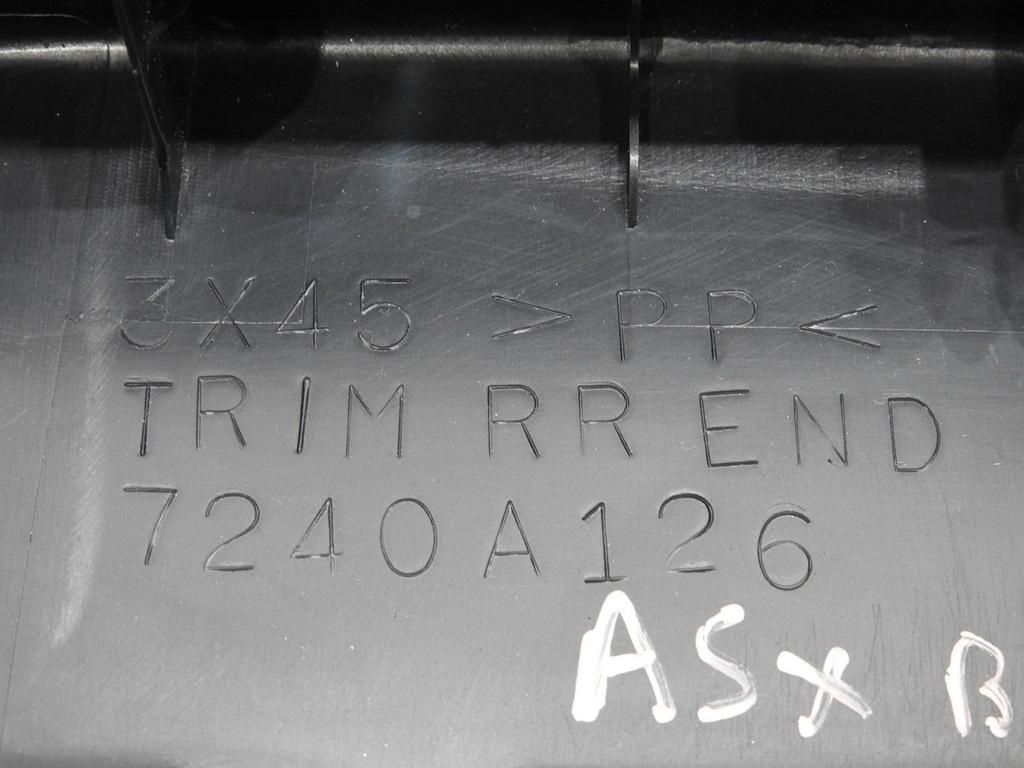 3X45 >PP<
TRIM RR END
7240A126
ASX B